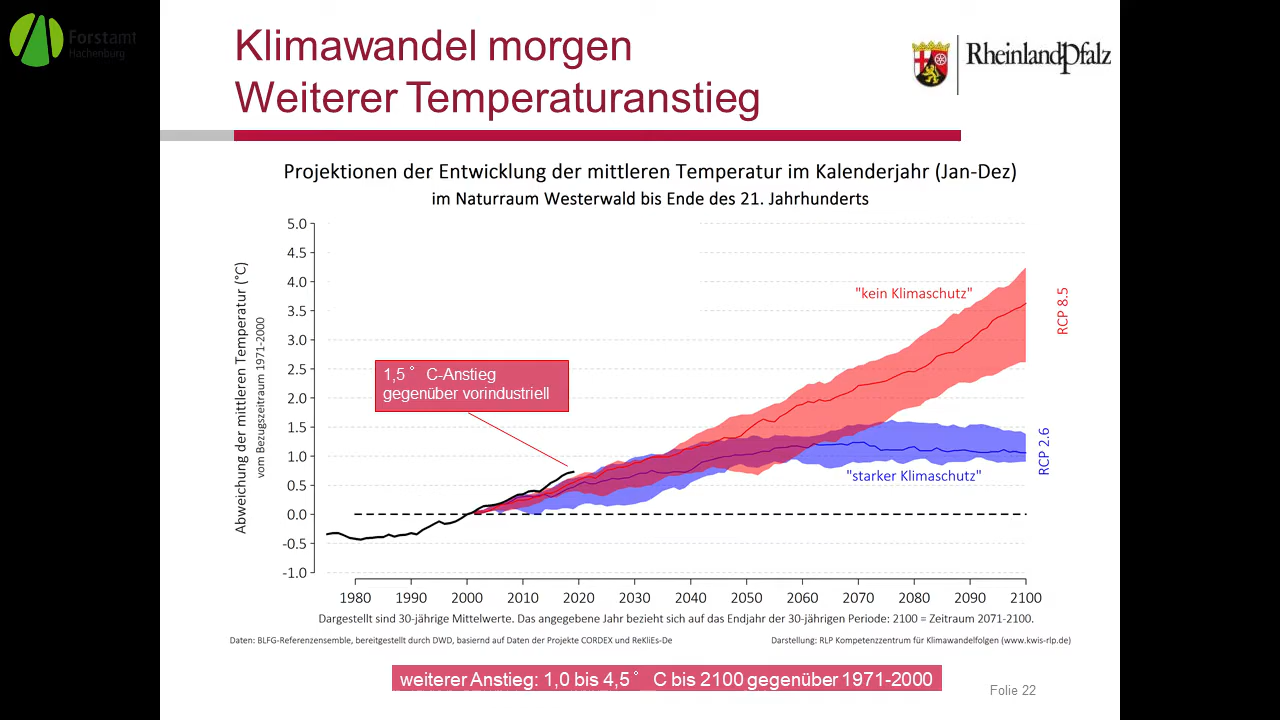 Forstamt
Hachenburg
Klimawandel morgen
Weiterer Temperaturanstieg
RheinlandPfalz
Projektionen der Entwicklung der mittleren Temperatur im Kalenderjahr (Jan-Dez)
im Naturraum Westerwald bis Ende des 21. Jahrhunderts
Abweichung der mittleren Temperatur (°C)
vom Bezugszeitraum 1971-2000
5.0
4.5
4.0
3.5
3.0
2.5
2.0
1.5
1.0
0.5
0.0
-0.5
-1.0
"kein Klimaschutz"
RCP 8.5
1,5° C-Anstieg
gegenüber vorindustriell
RCP 2.6
"starker Klimaschutz"
1980 1990 2000 2010 2020 2030 2040 2050 2060 2070 2080 2090 2100
Dargestellt sind 30-jährige Mittelwerte. Das angegebene Jahr bezieht sich auf das Endjahr der 30-jährigen Periode: 2100 = Zeitraum 2071-2100.
Daten: BLFG-Referenzensemble, bereitgestellt durch DWD, basiernd auf Daten der Projekte CORDEX und ReKliEs-De
Darstellung: RLP Kompetenzzentrum für Klimawandelfolgen (www.kwis-rlp.de)
weiterer Anstieg: 1,0 bis 4,5° C bis 2100 gegenüber 1971-2000
Folie 22